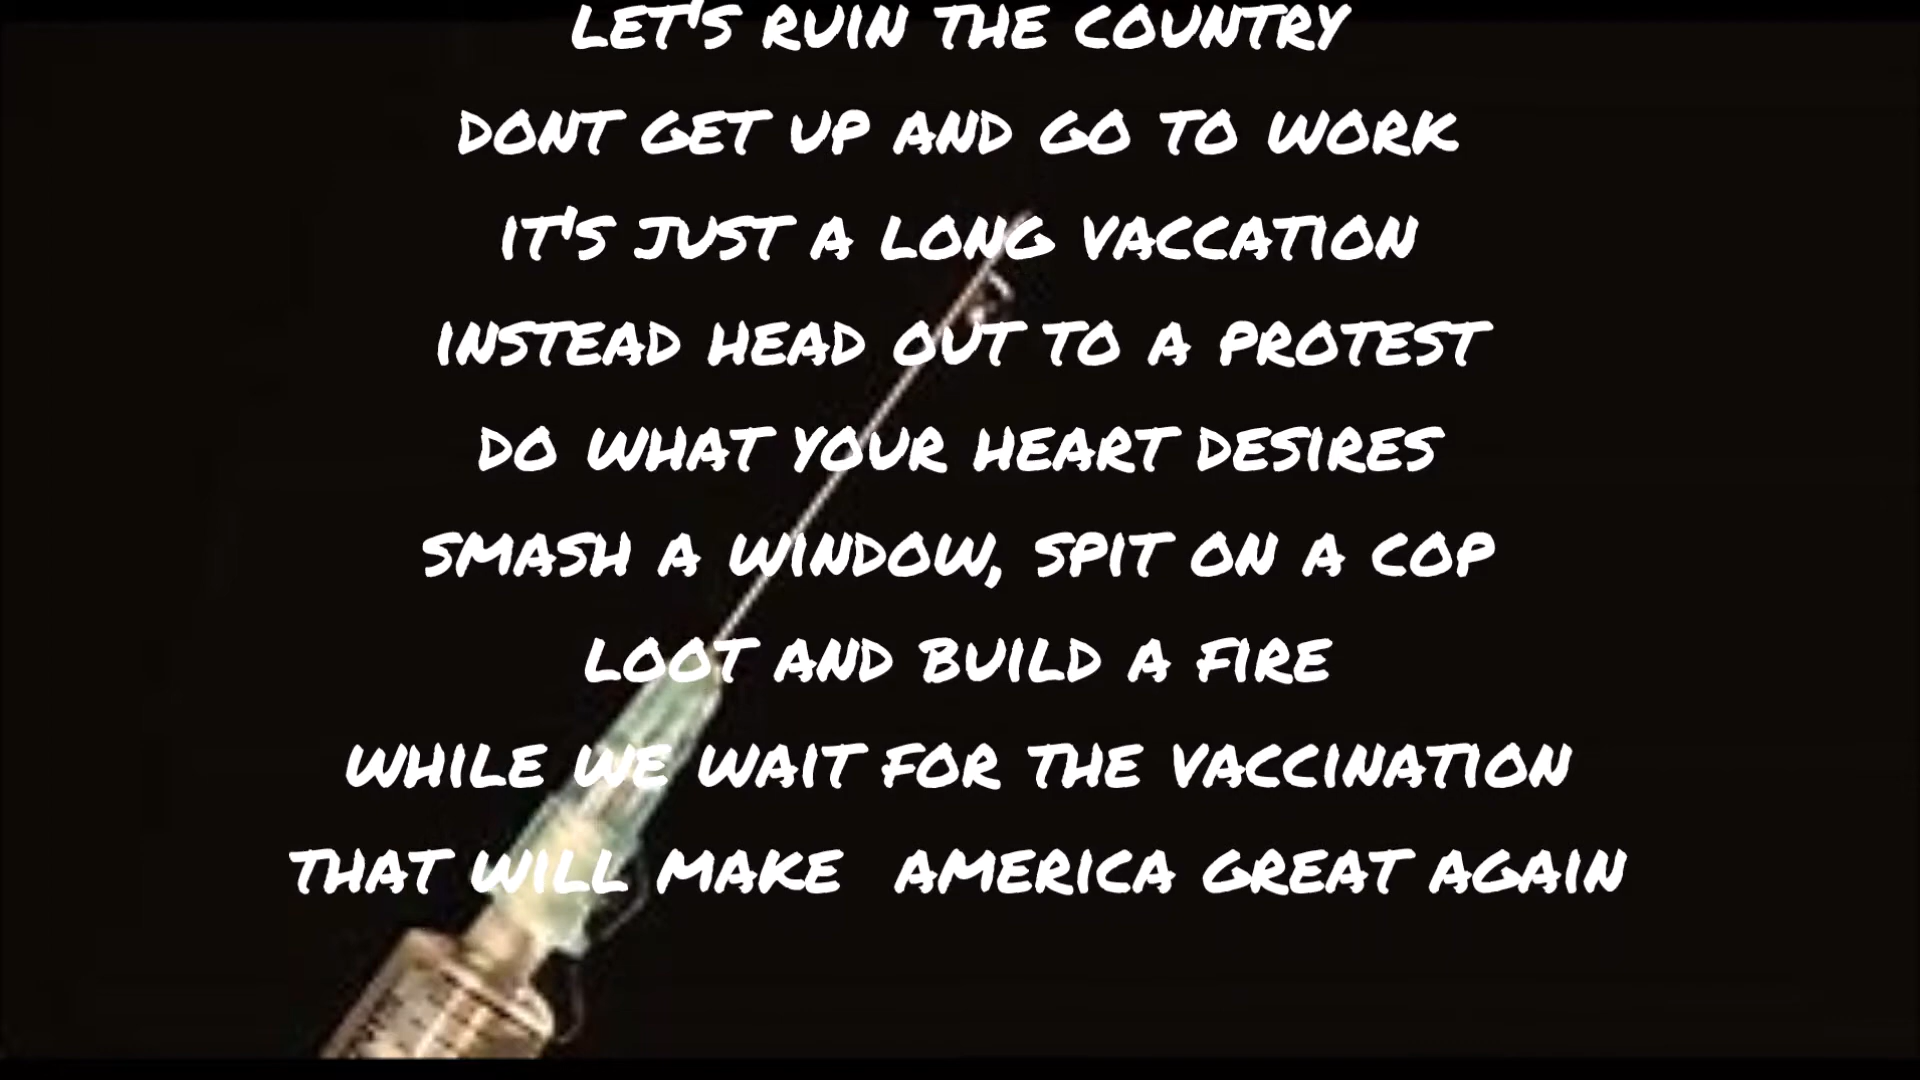 LET'S RUIN THE COUNTRY
DONT GET UP AND GO TO WORK
IT'S JUST A LONG VACCATION
INSTEAD HEAD OUT TO A PROTEST
DO WHAT YOUR HEART DESIRES
SMASH A WINDOW, SPIT ON A COP
LOOT AND BUILD A FIRE
WHILE WE WAIT FOR THE VACCINATION
THAT WILL MAKE AMERICA GREAT AGAIN